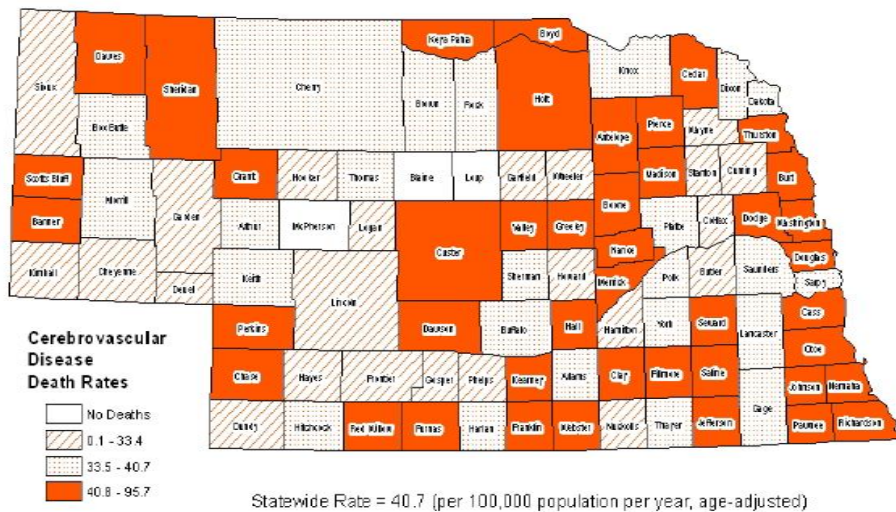 Keya Paha
Boyd
Dawes
Knox
Cedar
Sioux
Sheridan
Cherry
Holt
Dixon
Dakota
Brown
Rock
Box Butte
Antelope
Pierce
Wayne
Thurston
Scotts Bluff
Grant
Hooker
Thomas
Blaine
Loup
Garfield
Wheeler
Madison
Stanton
Cuming
Burt
Morrill
Garden
Boone
Banner
Arthur
McPherson
Logan
Valley
Greeley
Platte
Colfax
Dodge
Washington
Custer
Nance
Douglas
Kimball
Cheyenne
Keith
Sherman
Howard
Merrick
Polk
Butler
Saunders
Sarpy
Deuel
Lincoln
Perkins
Dawson
Buffalo
Hall
Hamilton
York
Seward
Lancaster
Cass
Otoe
Cerebrovascular
Disease
Death Rates
Chase
Hayes
Frontier
Gosper
Phelps
Kearney
Adams
Clay
Fillmore
Saline
Johnson
Nemaha
Gage
Dundy
Hitchcock
Red Willow
Furnas
Harlan
Franklin
Webster
Nuckolls
Thayer
Jefferson
Pawnee
Richardson
No Deaths
0.1 - 33.4
33.5 - 40.7
40.8 - 95.7
Statewide Rate = 40.7 (per 100,000 population per year, age-adjusted)